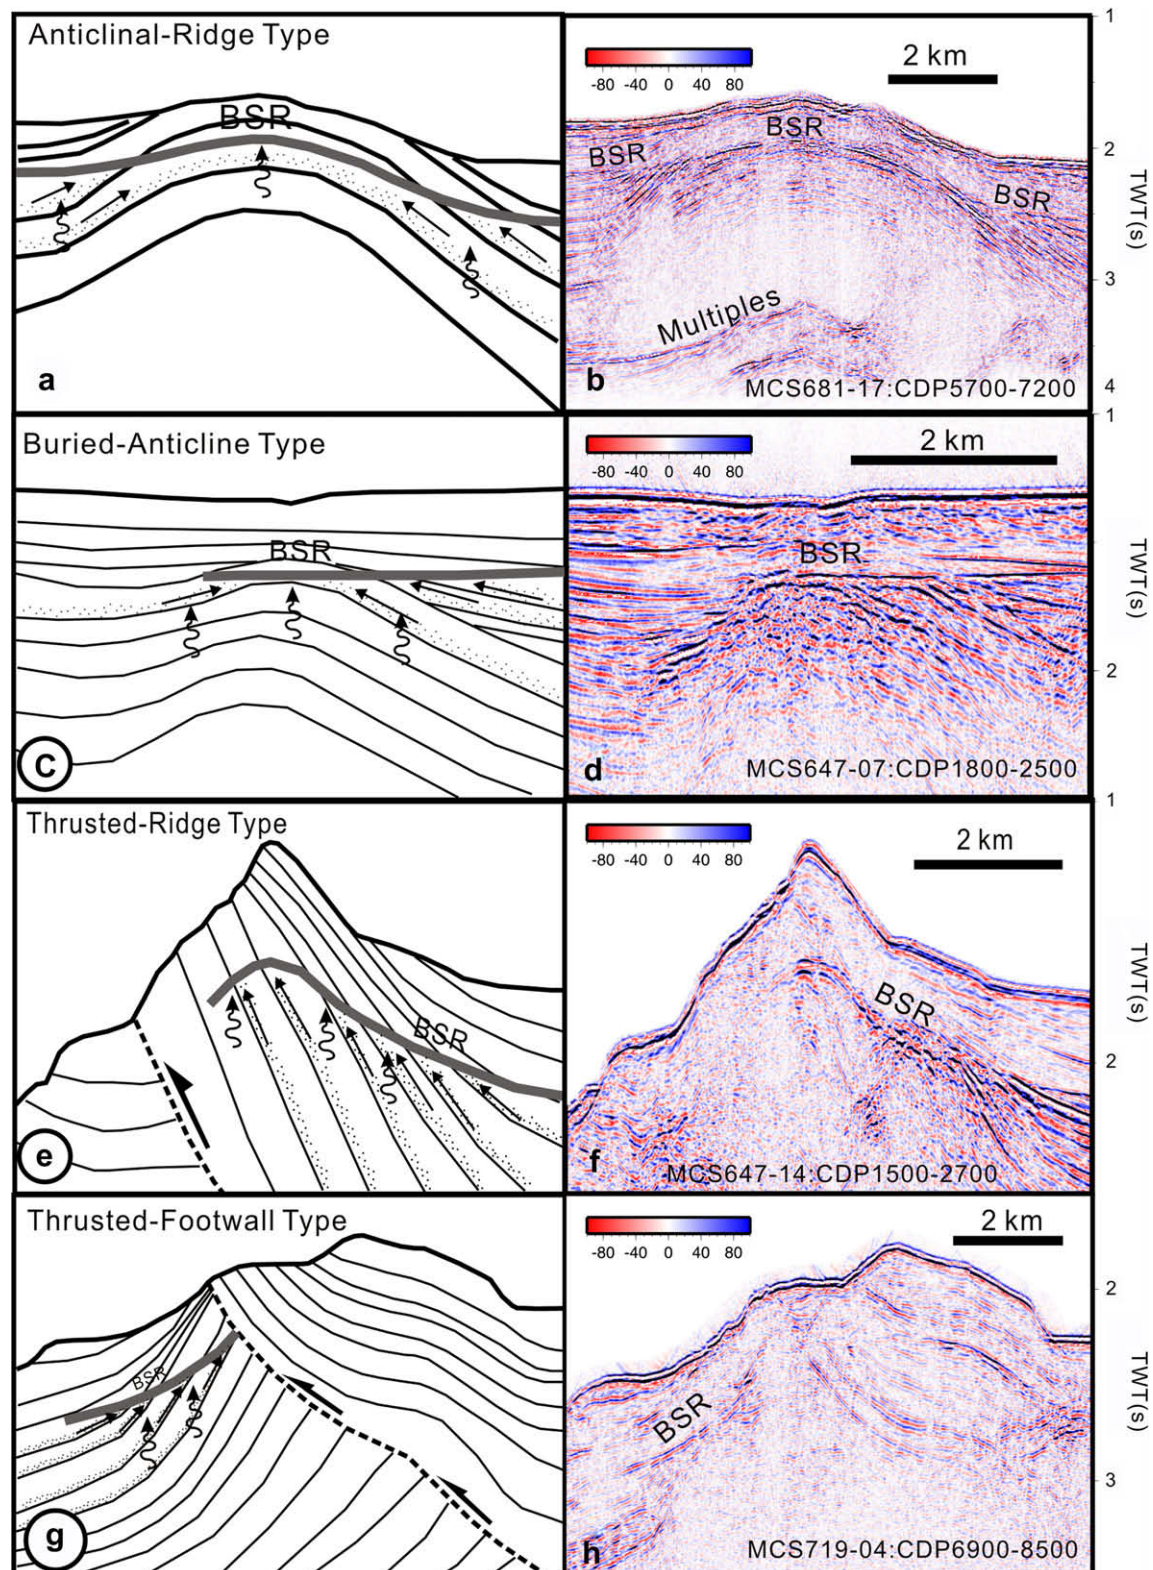 Anticlinal-Ridge Type
BSR
a
-80 -40 0 40 80
2 km
BSR
BSR
BSR
Multiples
b
MCS681-17:CDP5700-7200
1
2
TWT(s)
3
4
Buried-Anticline Type
BSR
C
-80 -40 0 40 80
2 km
BSR
d
MCS647-07:CDP1800-2500
1
TWT(s)
2
Thrusted-Ridge Type
BSR
e
-80 -40 0 40 80
2 km
BSR
f
MCS647-14:CDP1500-2700
1
TWT(s)
2
Thrusted-Footwall Type
BSR
g
-80 -40 0 40 80
2 km
BSR
h
MCS719-04:CDP6900-8500
2
TWT(s)
3